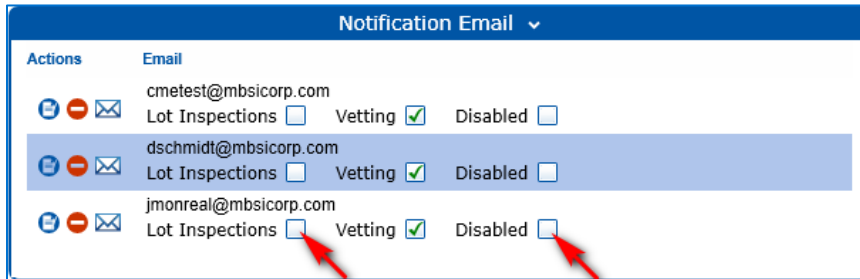 Notification Email
Actions Email
cmetest@mbsicorp.com
Lot Inspections Vetting Disabled
dschmidt@mbsicorp.com
Lot Inspections Vetting Disabled
jmonreal@mbsicorp.com
Lot Inspections Vetting Disabled